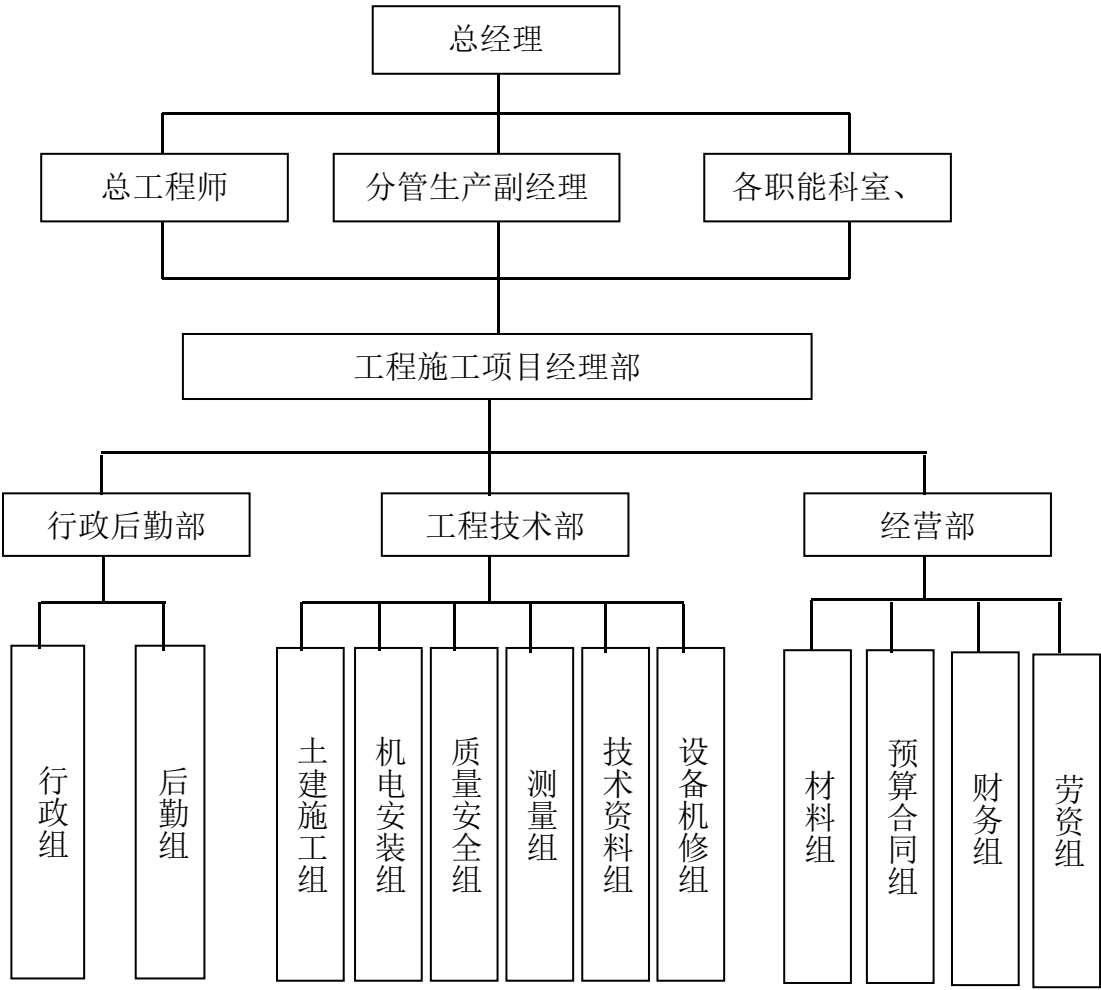 总经理
总工程师
分管生产副经理
各职能科室、
工程施工项目经理部
行政后勤部
工程技术部
经营部
行政组
后勤组
土建施工组
机电安装组
质量安全组
测量组
技术资料组
设备机修组
材料组
预算合同组
财务组
劳资组